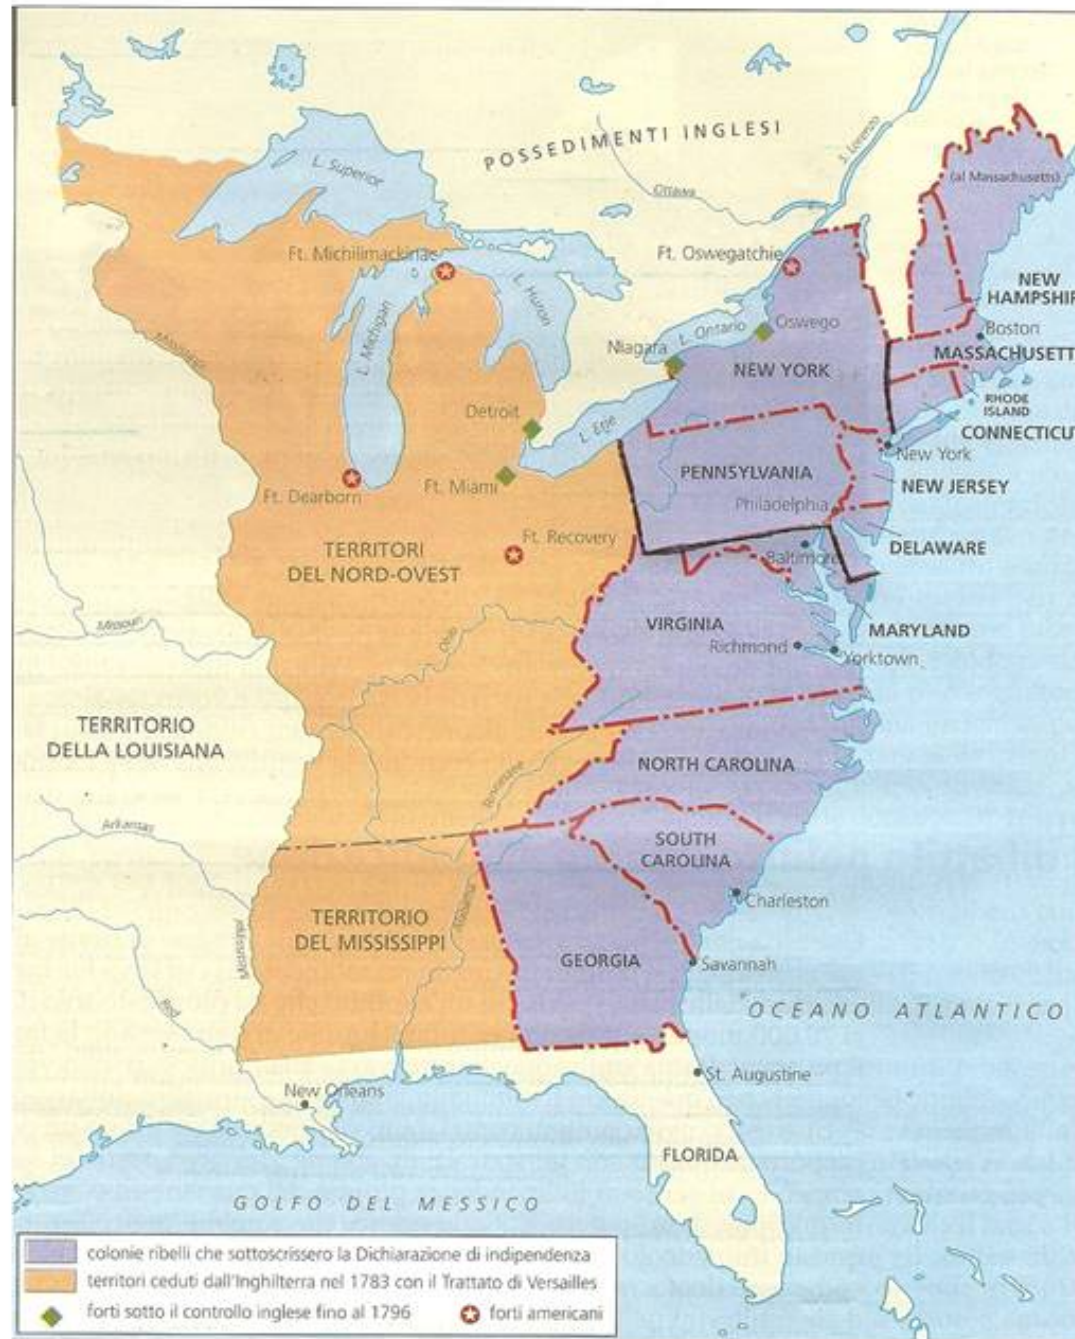 POSSEDIMENTI INGLESI
S. Lorenzo
(al Massachusetts)
L. Superior
Ottawa
Ft. Michilimackinac
Ft. Oswegatchie
L. Huron
NEW
HAMPSHIR
L. Michigan
L. Ontario
Oswego
Boston
Mississippi
Niagara
NEW YORK
MASSACHUSETT
RHODE
ISLAND
Detroit
L. Erie
CONNECTICUT
New York
PENNSYLVANIA
Ft. Dearborn
Ft. Miami
NEW JERSEY
Philadelphia
Ft. Recovery
TERRITORI
DEL NORD-OVEST
Baltimore
DELAWARE
Missouri
Ohio
VIRGINIA
MARYLAND
Richmond
Yorktown
TERRITORIO
DELLA LOUISIANA
NORTH CAROLINA
Tennessee
Arkansas
SOUTH
CAROLINA
Charleston
TERRITORIO
DEL MISSISSIPPI
Alabama
Mississippi
GEORGIA
Savannah
Red
OCEANO ATLANTICO
St. Augustine
New Orleans
FLORIDA
GOLFO DEL MESSICO
colonie ribelli che sottoscrissero la Dichiarazione di indipendenza
territori ceduti dall'Inghilterra nel 1783 con il Trattato di Versailles
forti sotto il controllo inglese fino al 1796
forti americani